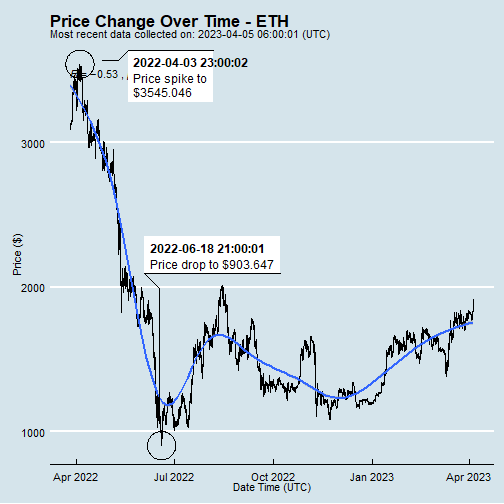 Price Change Over Time - ETH
Most recent data collected on: 2023-04-05 06:00:01 (UTC)
2022-04-03 23:00:02
Price spike to
$3545.046
0.53 ,
3000
2022-06-18 21:00:01
Price drop to $903.647
Price ($)
2000
1000
Apr 2022
Jul 2022
Oct 2022
Jan 2023
Apr 2023
Date Time (UTC)